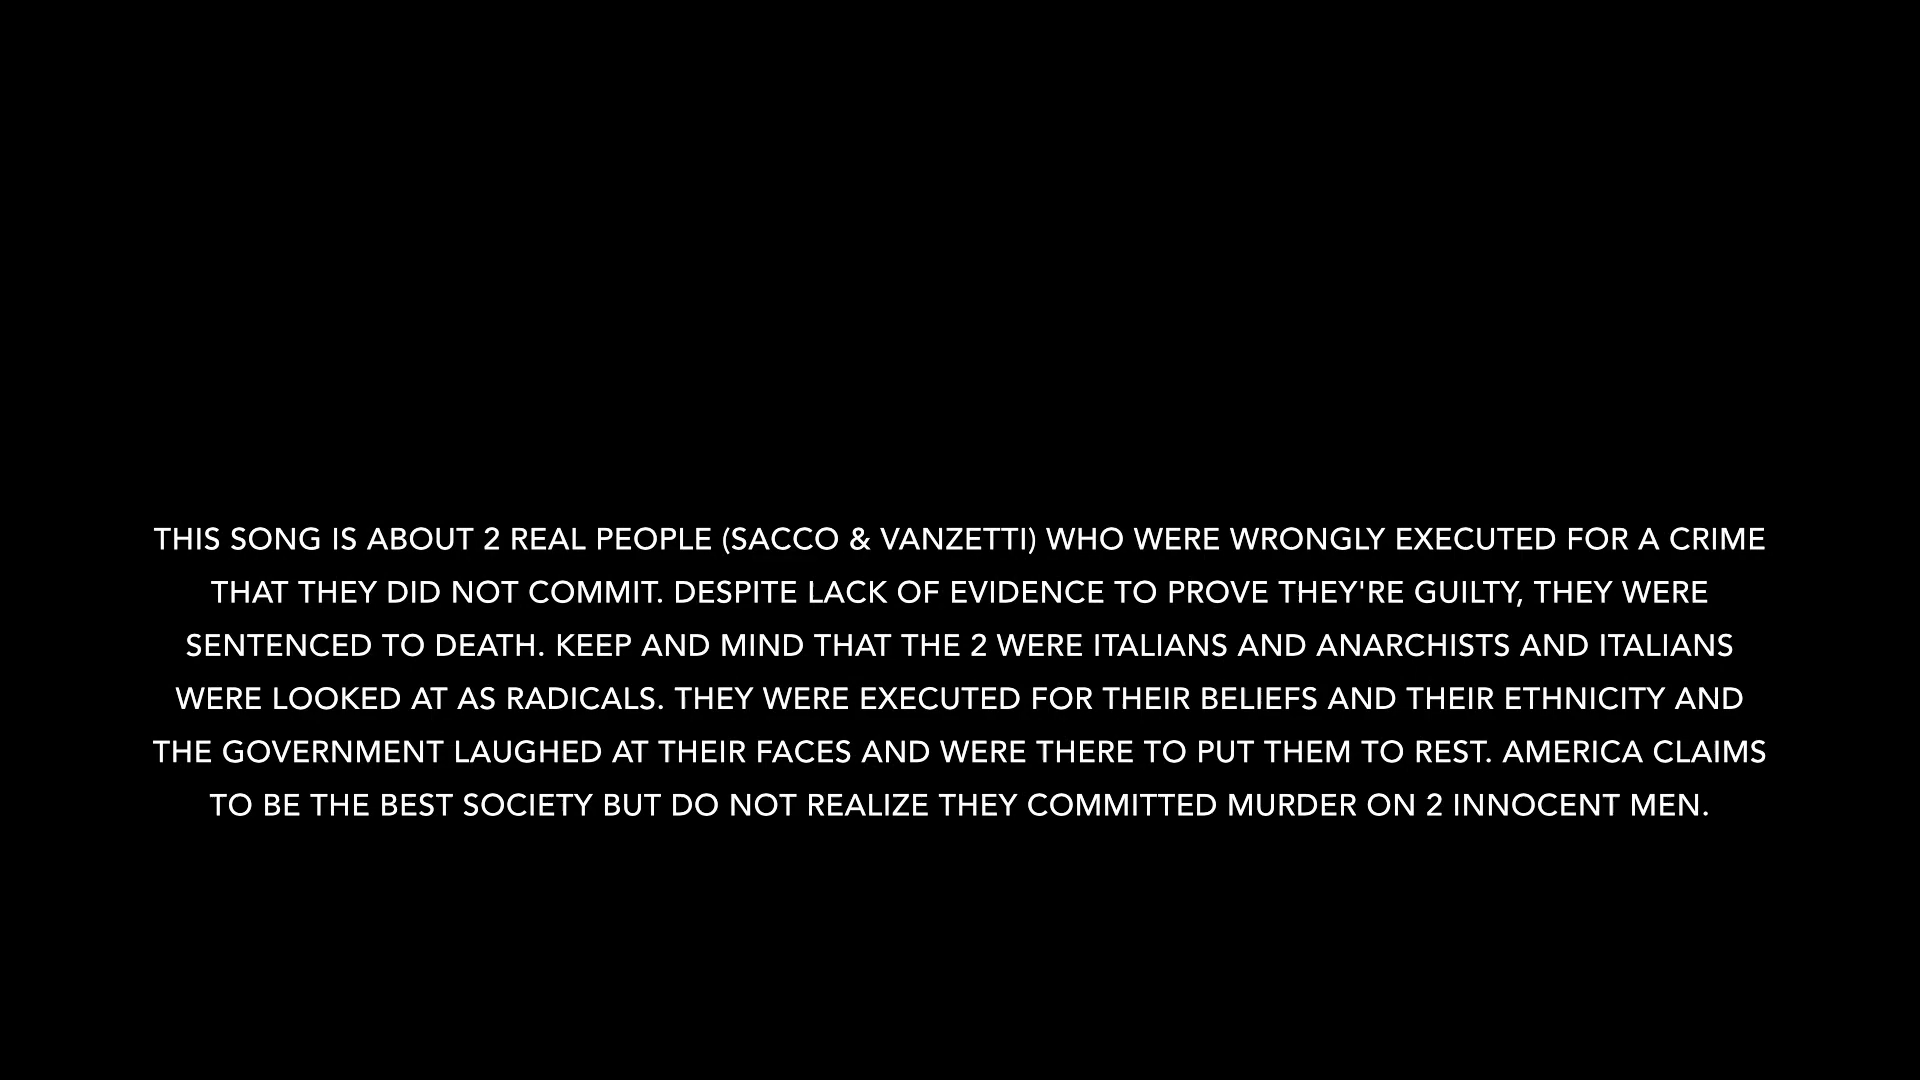 THIS SONG IS ABOUT 2 REAL PEOPLE (SACCO & VANZETTI) WHO WERE WRONGLY EXECUTED FOR A CRIME
THAT THEY DID NOT COMMIT. DESPITE LACK OF EVIDENCE TO PROVE THEY'RE GUILTY, THEY WERE
SENTENCED TO DEATH. KEEP AND MIND THAT THE 2 WERE ITALIANS AND ANARCHISTS AND ITALIANS
WERE LOOKED AT AS RADICALS. THEY WERE EXECUTED FOR THEIR BELIEFS AND THEIR ETHNICITY AND
THE GOVERNMENT LAUGHED AT THEIR FACES AND WERE THERE TO PUT THEM TO REST. AMERICA CLAIMS
TO BE THE BEST SOCIETY BUT DO NOT REALIZE THEY COMMITTED MURDER ON 2 INNOCENT MEN.